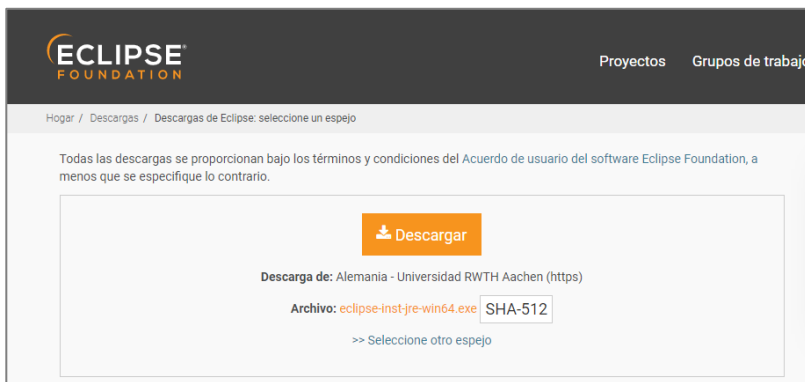 ECLIPSE
FOUNDATION
Proyectos Grupos de trabajo
Hogar / Descargas / Descargas de Eclipse: seleccione un espejo
Todas las descargas se proporcionan bajo los términos y condiciones del Acuerdo de usuario del software Eclipse Foundation, a
menos que se especifique lo contrario.
Descargar
Descarga de: Alemania - Universidad RWTH Aachen (https)
Archivo: eclipse-inst-jre-win64.exe SHA-512
>> Seleccione otro espejo